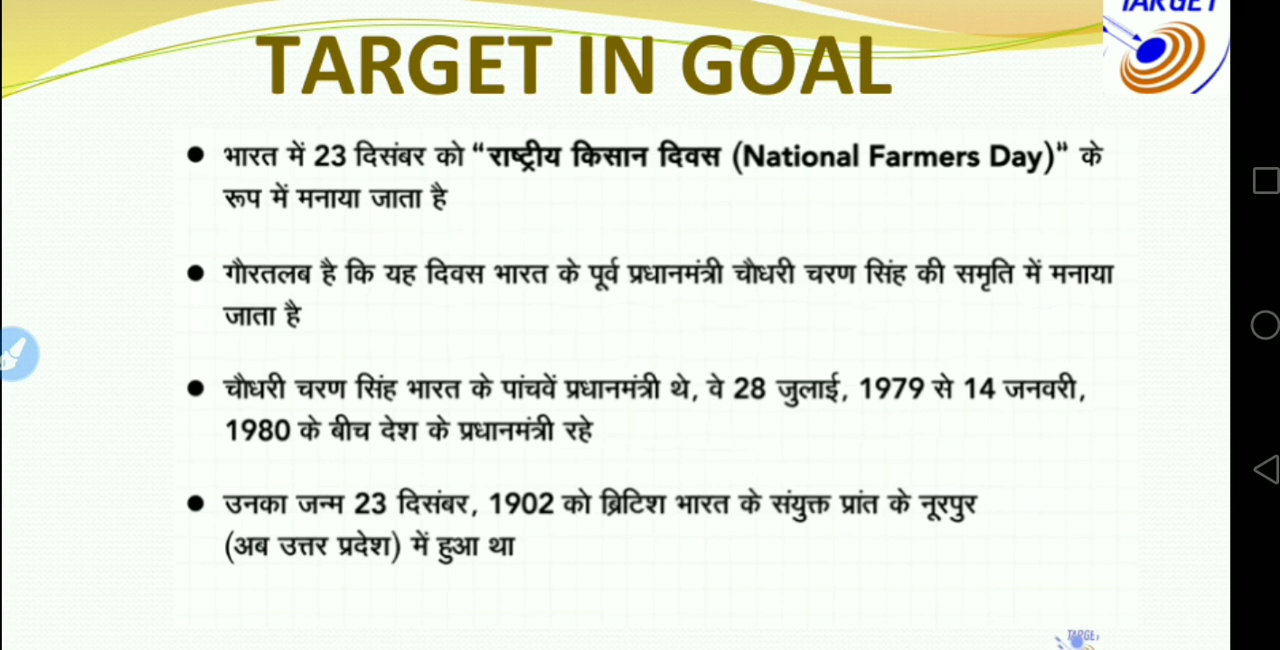 TARGET
TARGET IN GOAL
● भारत में 23 दिसंबर को “राष्ट्रीय किसान दिवस (National Farmers Day)” के
रूप में मनाया जाता है
● गौरतलब है कि यह दिवस भारत के पूर्व प्रधानमंत्री चौधरी चरण सिंह की समृति में मनाया
जाता है
● चौधरी चरण सिंह भारत के पांचवें प्रधानमंत्री थे, वे 28 जुलाई, 1979 से 14 जनवरी,
1980 के बीच देश के प्रधानमंत्री रहे
● उनका जन्म 23 दिसंबर, 1902 को ब्रिटिश भारत के संयुक्त प्रांत के नूरपुर
(अब उत्तर प्रदेश) में हुआ था
TARGET